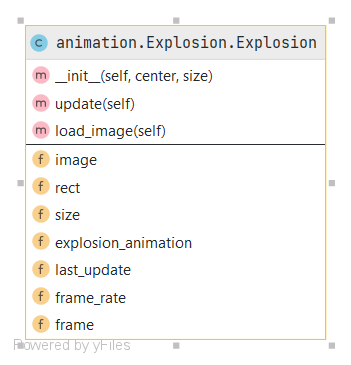 c animation.Explosion.Explosion
m __init__(self, center, size)
m update(self)
m load_image(self)
f image
f rect
f size
f explosion_animation
f last_update
f frame_rate
f frame
Powered by yFiles